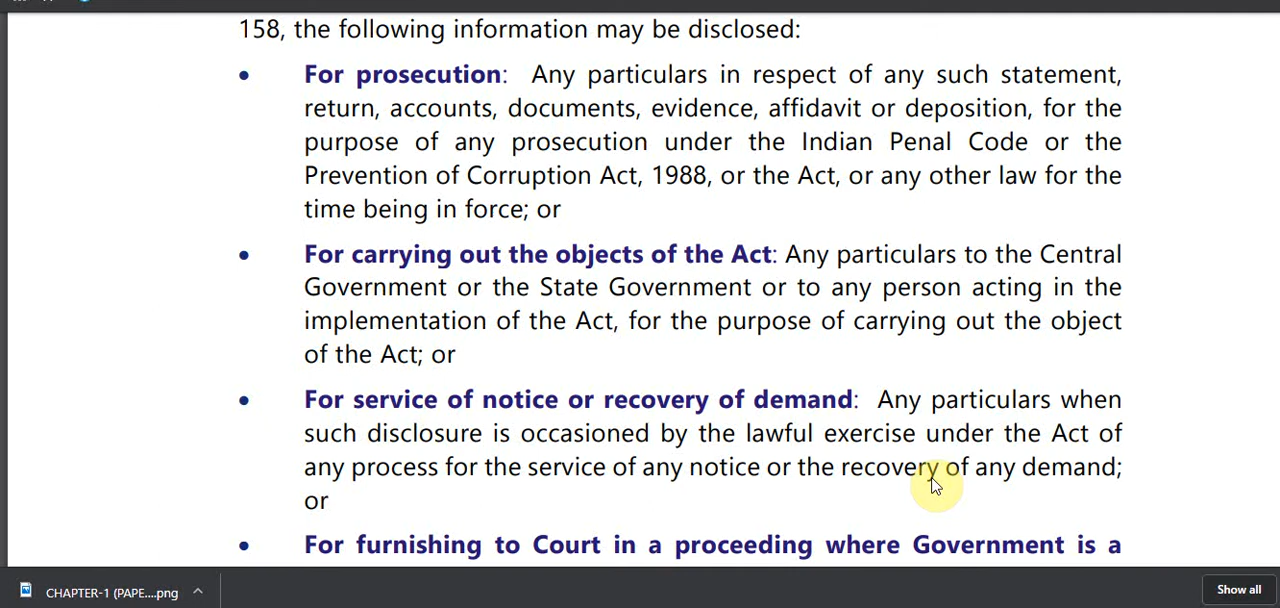 158, the following information may be disclosed:
• For prosecution: Any particulars in respect of any such statement,
return, accounts, documents, evidence, affidavit or deposition, for the
purpose of any prosecution under the Indian Penal Code or the
Prevention of Corruption Act, 1988, or the Act, or any other law for the
time being in force; or
• For carrying out the objects of the Act: Any particulars to the Central
Government or the State Government or to any person acting in the
implementation of the Act, for the purpose of carrying out the object
of the Act; or
• For service of notice or recovery of demand: Any particulars when
such disclosure is occasioned by the lawful exercise under the Act of
any process for the service of any notice or the recovery of any demand;
or
• For furnishing to Court in a proceeding where Government is a
CHAPTER-1 (PAPE....png
Show all